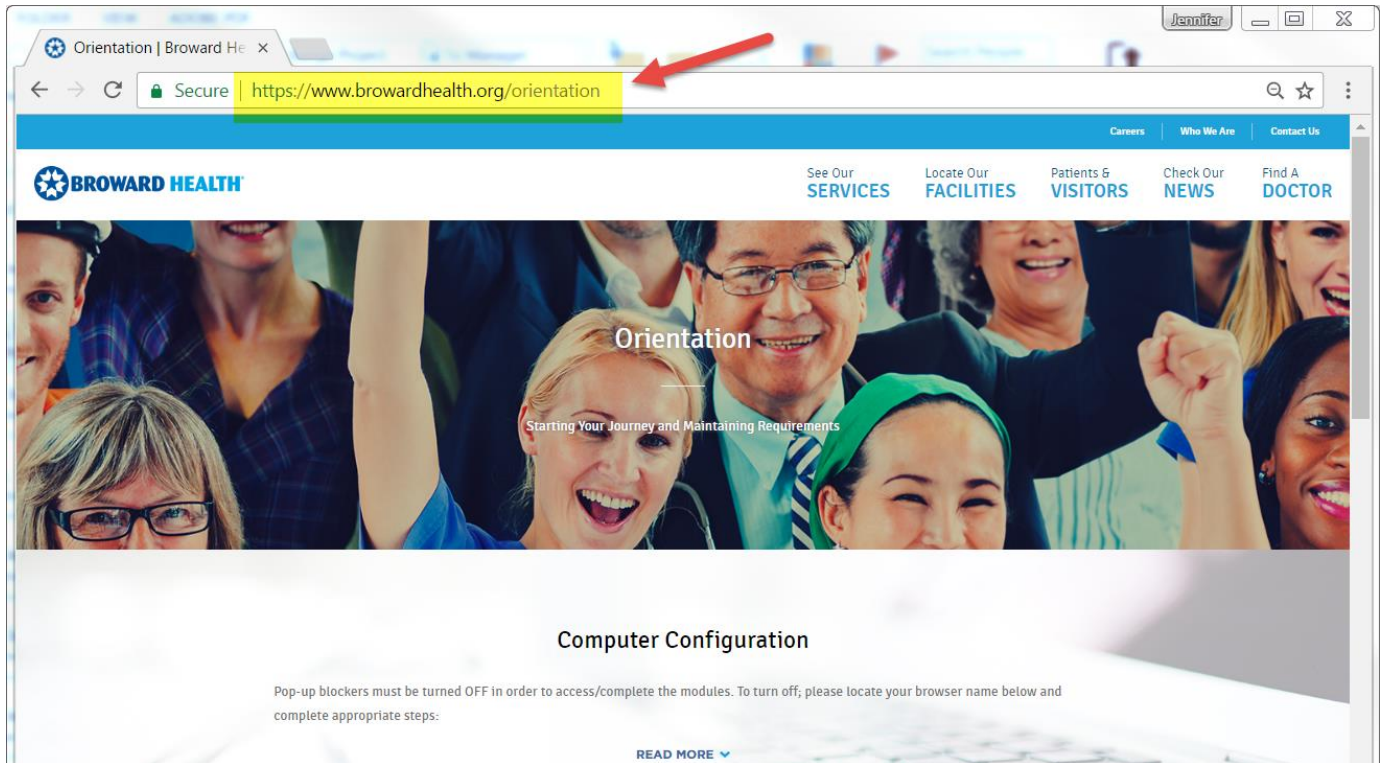 Jennifer
Orientation | Broward He
Secure | https://www.browardhealth.org/orientation
Careers | Who We Are | Contact Us
BROWARD HEALTH
See Our
SERVICES
Locate Our
FACILITIES
Patients &
VISITORS
Check Our
NEWS
Find A
DOCTOR
Orientation
Starting Your Journey and Maintaining Requirements
Computer Configuration
Pop-up blockers must be turned OFF in order to access/complete the modules. To turn off; please locate your browser name below and
complete appropriate steps:
READ MORE